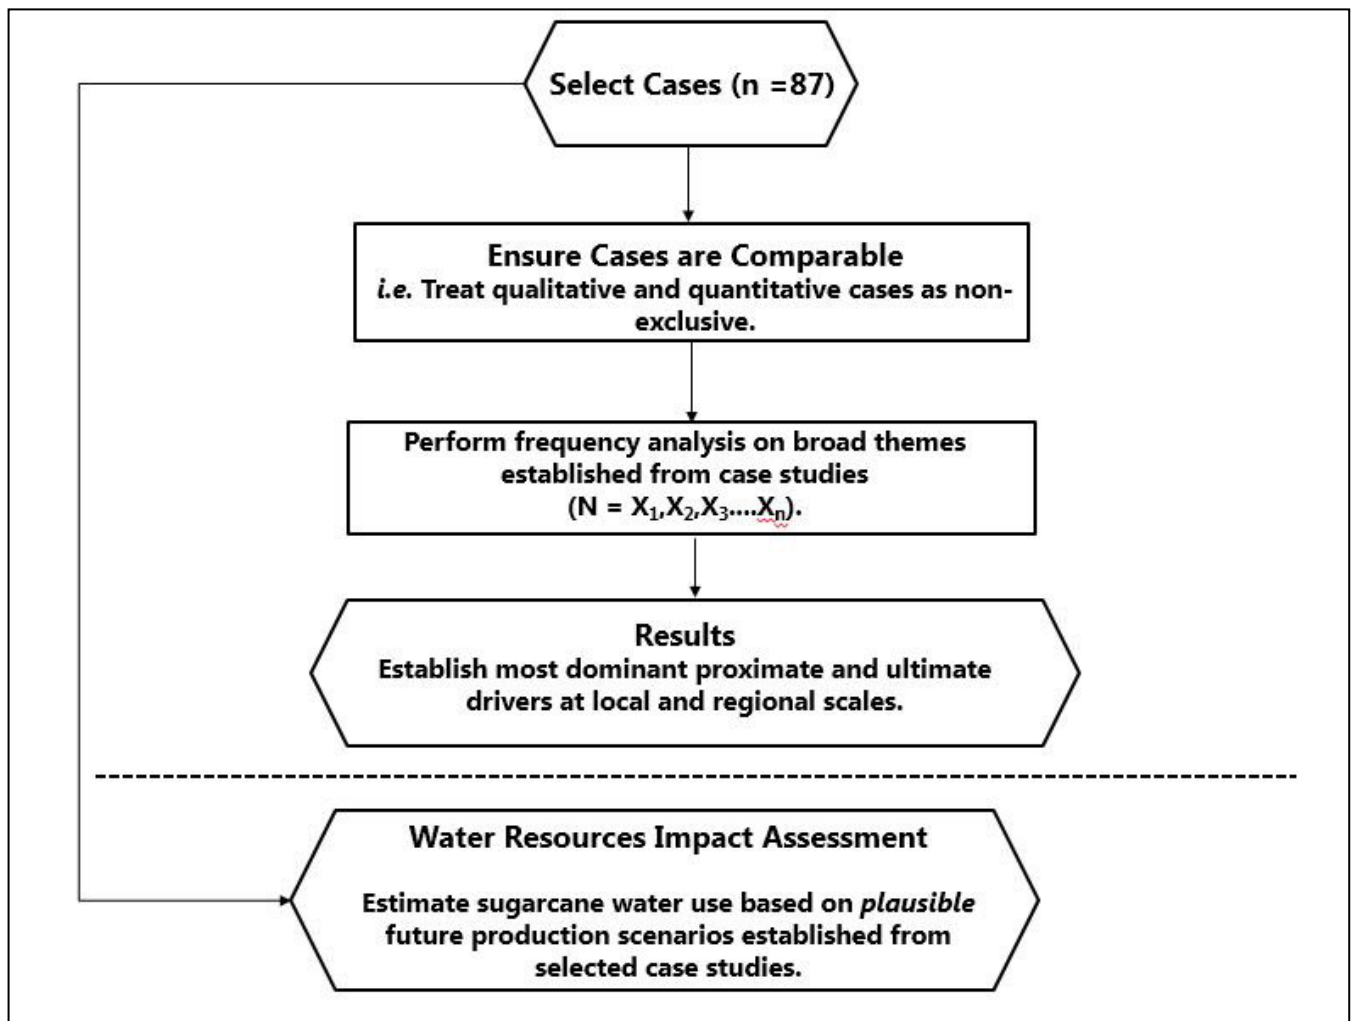 Select Cases (n =87)
Ensure Cases are Comparable
i.e. Treat qualitative and quantitative cases as non-
exclusive.
Perform frequency analysis on broad themes
established from case studies
(N = X₁,X₂,X₃....Xₙ).
Results
Establish most dominant proximate and ultimate
drivers at local and regional scales.
Water Resources Impact Assessment
Estimate sugarcane water use based on plausible
future production scenarios established from
selected case studies.